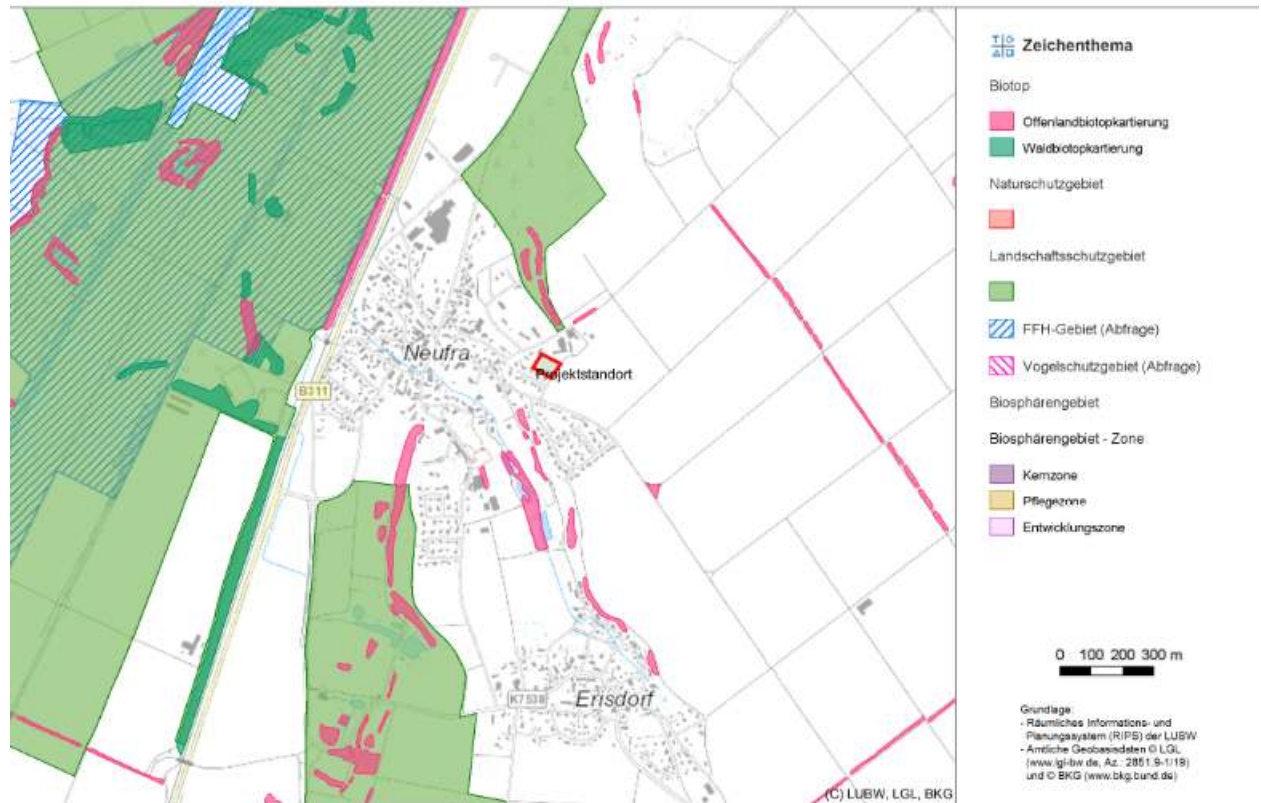 Neufra
Projektstandort
B311
K7538
Erisdorf
(C) LUBW, LGL, BKG
Zeichenthema
Biotop
Offenlandbiotopkartierung
Waldbiotopkartierung
Naturschutzgebiet
Landschaftsschutzgebiet
FFH-Gebiet (Abfrage)
Vogelschutzgebiet (Abfrage)
Biosphärengebiet
Biosphärengebiet - Zone
Kernzone
Pflegezone
Entwicklungszone
0 100 200 300 m
Grundlage:
- Räumliches Informations- und
Planungssystem (RIPS) der LUBW
- Amtliche Geobasisdaten © LGL
(www.lgl-bw.de, Az.: 2851.9-1/19)
und © BKG (www.bkg.bund.de)